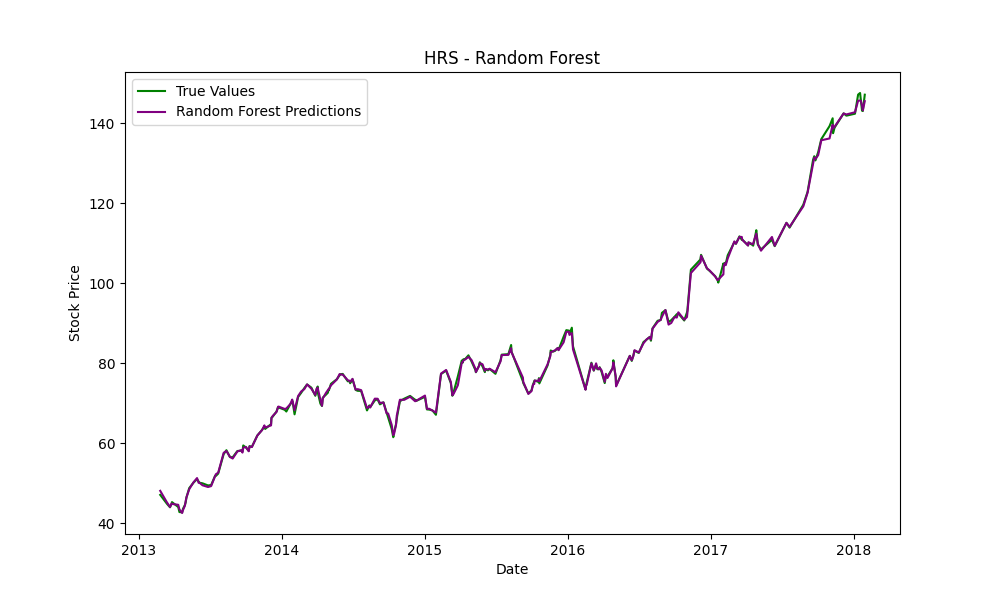 HRS - Random Forest
True Values
Random Forest Predictions
140
120
100
80
60
40
Stock Price
2013 2014 2015 2016 2017 2018
Date